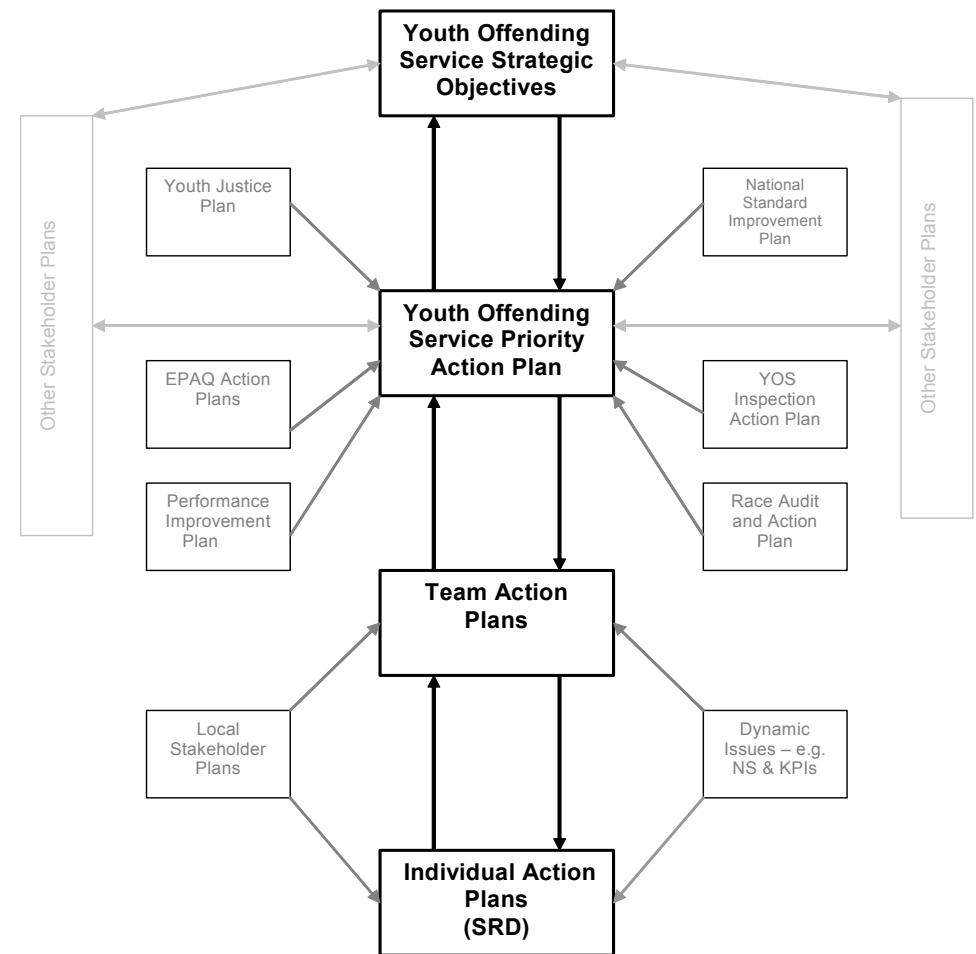 Youth Offending
Service Strategic
Objectives
Other Stakeholder Plans
Other Stakeholder Plans
Youth Justice
Plan
National
Standard
Improvement
Plan
Youth Offending
Service Priority
Action Plan
EPAQ Action
Plans
YOS
Inspection
Action Plan
Performance
Improvement
Plan
Race Audit
and Action
Plan
Team Action
Plans
Local
Stakeholder
Plans
Dynamic
Issues – e.g.
NS & KPIs
Individual Action
Plans
(SRD)